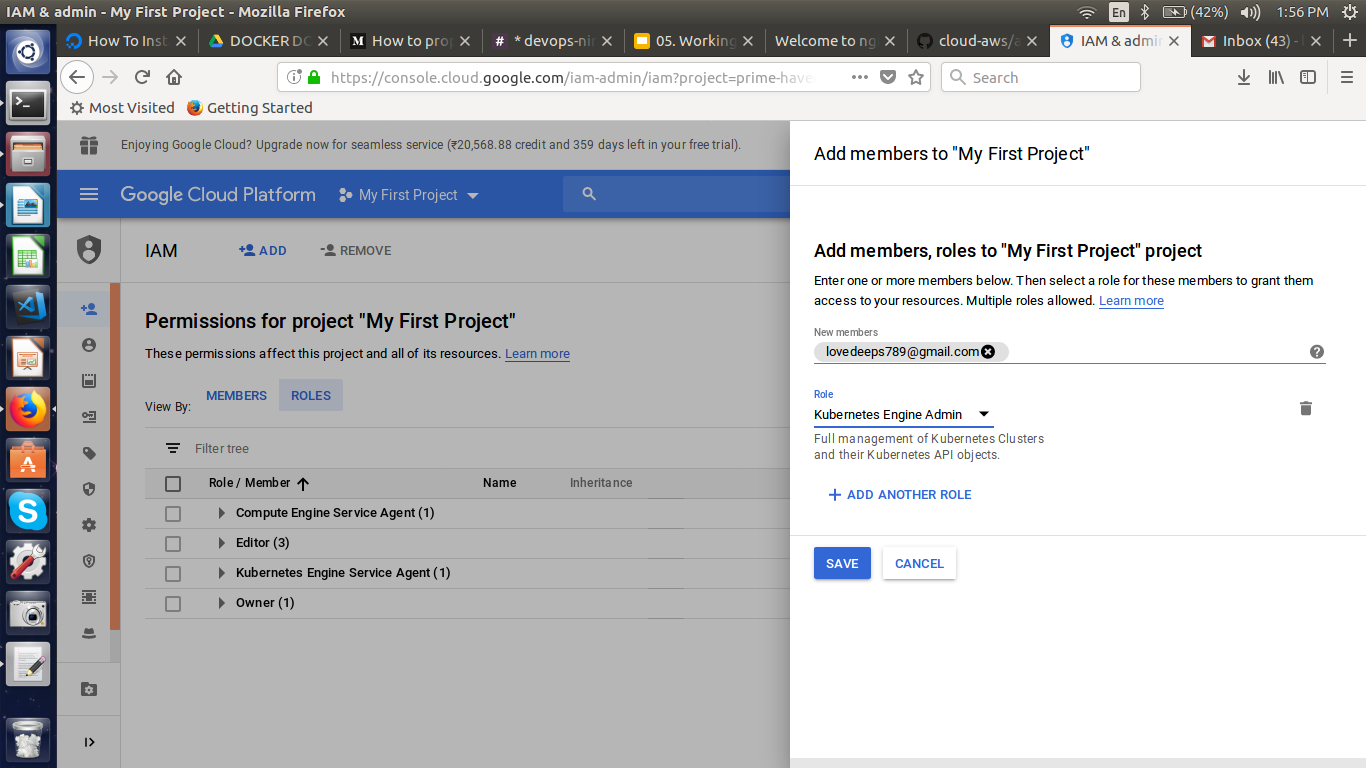 IAM & admin - My First Project - Mozilla Firefox
En
(42%)
1:56 PM
How To Inst
DOCKER DO
How to prop
* devops-nin
05. Working
Welcome to ng
cloud-aws/a
IAM & admin
Inbox (43) -
https://console.cloud.google.com/iam-admin/iam?project=prime-have
Search
Most Visited
Getting Started
Enjoying Google Cloud? Upgrade now for seamless service (₹20,568.88 credit and 359 days left in your free trial).
Google Cloud Platform
My First Project
IAM
ADD
REMOVE
Permissions for project "My First Project"
These permissions affect this project and all of its resources. Learn more
View By:
MEMBERS
ROLES
Filter tree
Role / Member
Name
Inheritance
Compute Engine Service Agent (1)
Editor (3)
Kubernetes Engine Service Agent (1)
Owner (1)
Add members to "My First Project"
Add members, roles to "My First Project" project
Enter one or more members below. Then select a role for these members to grant them
access to your resources. Multiple roles allowed. Learn more
New members
lovedeeps789@gmail.com
Role
Kubernetes Engine Admin
Full management of Kubernetes Clusters
and their Kubernetes API objects.
ADD ANOTHER ROLE
SAVE
CANCEL